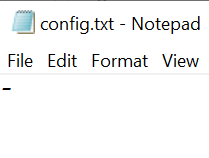 config.txt - Notepad
File Edit Format View
-